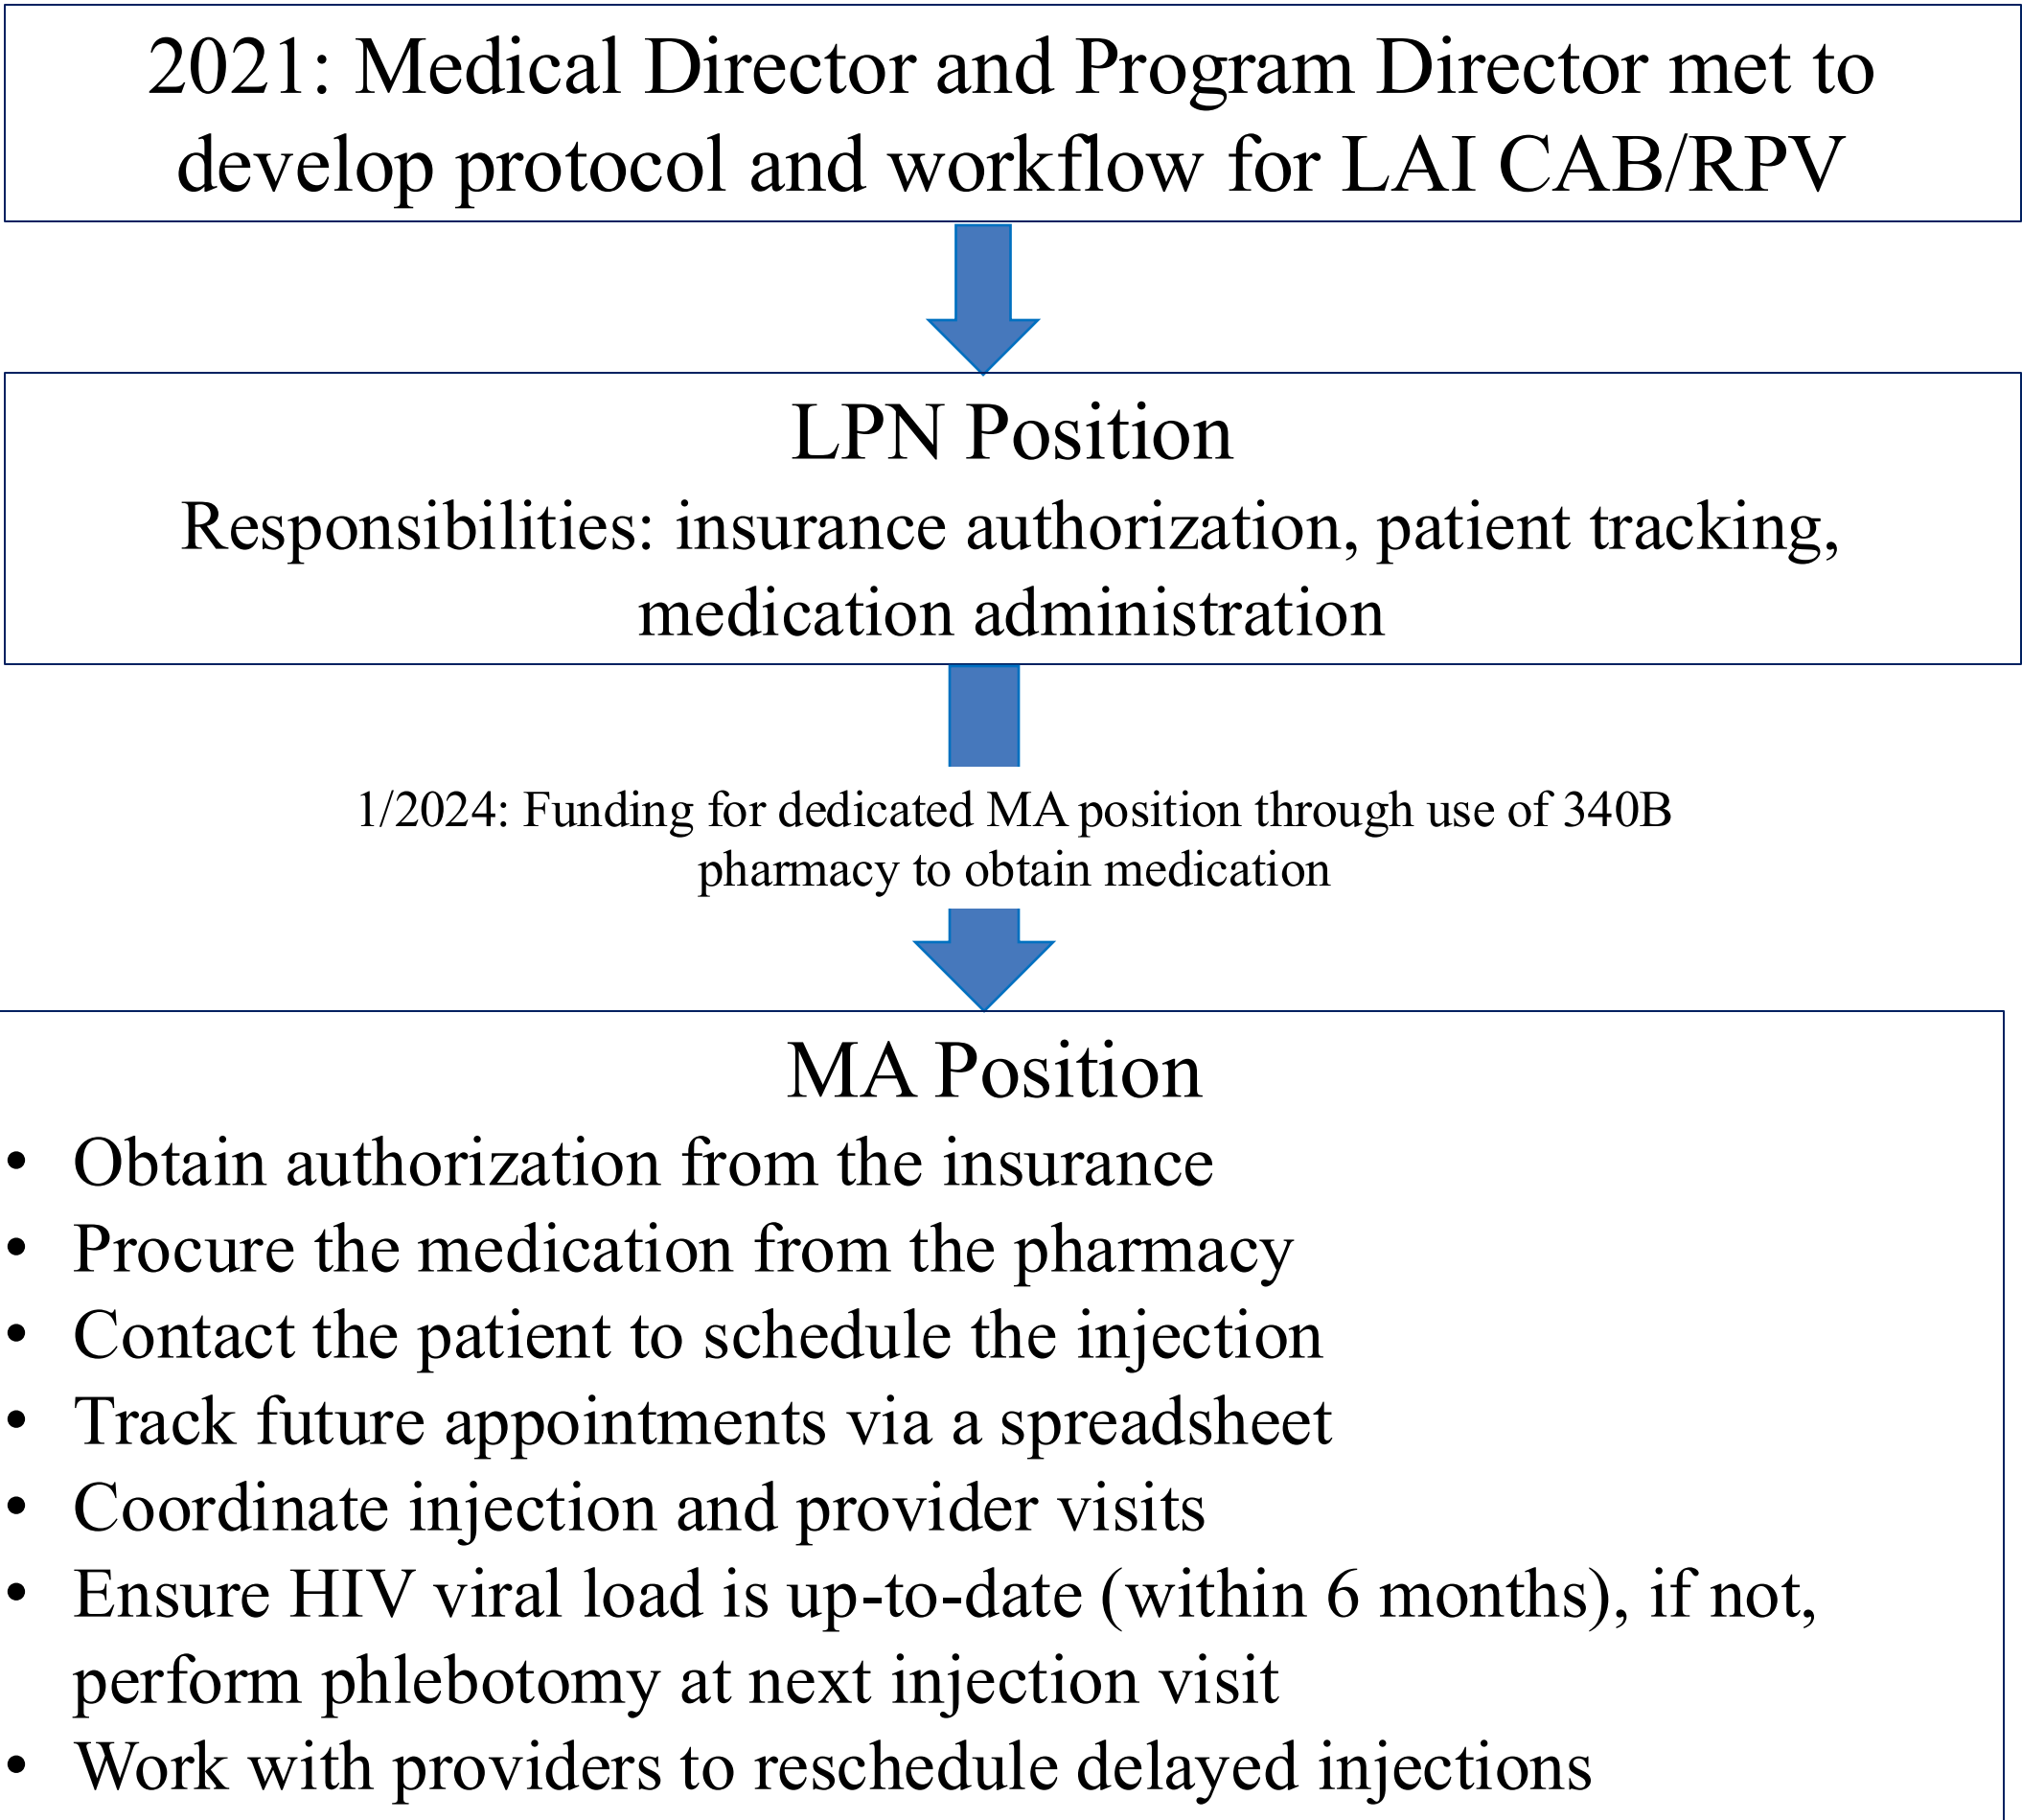 2021: Medical Director and Program Director met to
develop protocol and workflow for LAI CAB/RPV
LPN Position
Responsibilities: insurance authorization, patient tracking,
medication administration
1/2024: Funding for dedicated MA position through use of 340B
pharmacy to obtain medication
MA Position
• Obtain authorization from the insurance
• Procure the medication from the pharmacy
• Contact the patient to schedule the injection
• Track future appointments via a spreadsheet
• Coordinate injection and provider visits
• Ensure HIV viral load is up-to-date (within 6 months), if not,
perform phlebotomy at next injection visit
• Work with providers to reschedule delayed injections